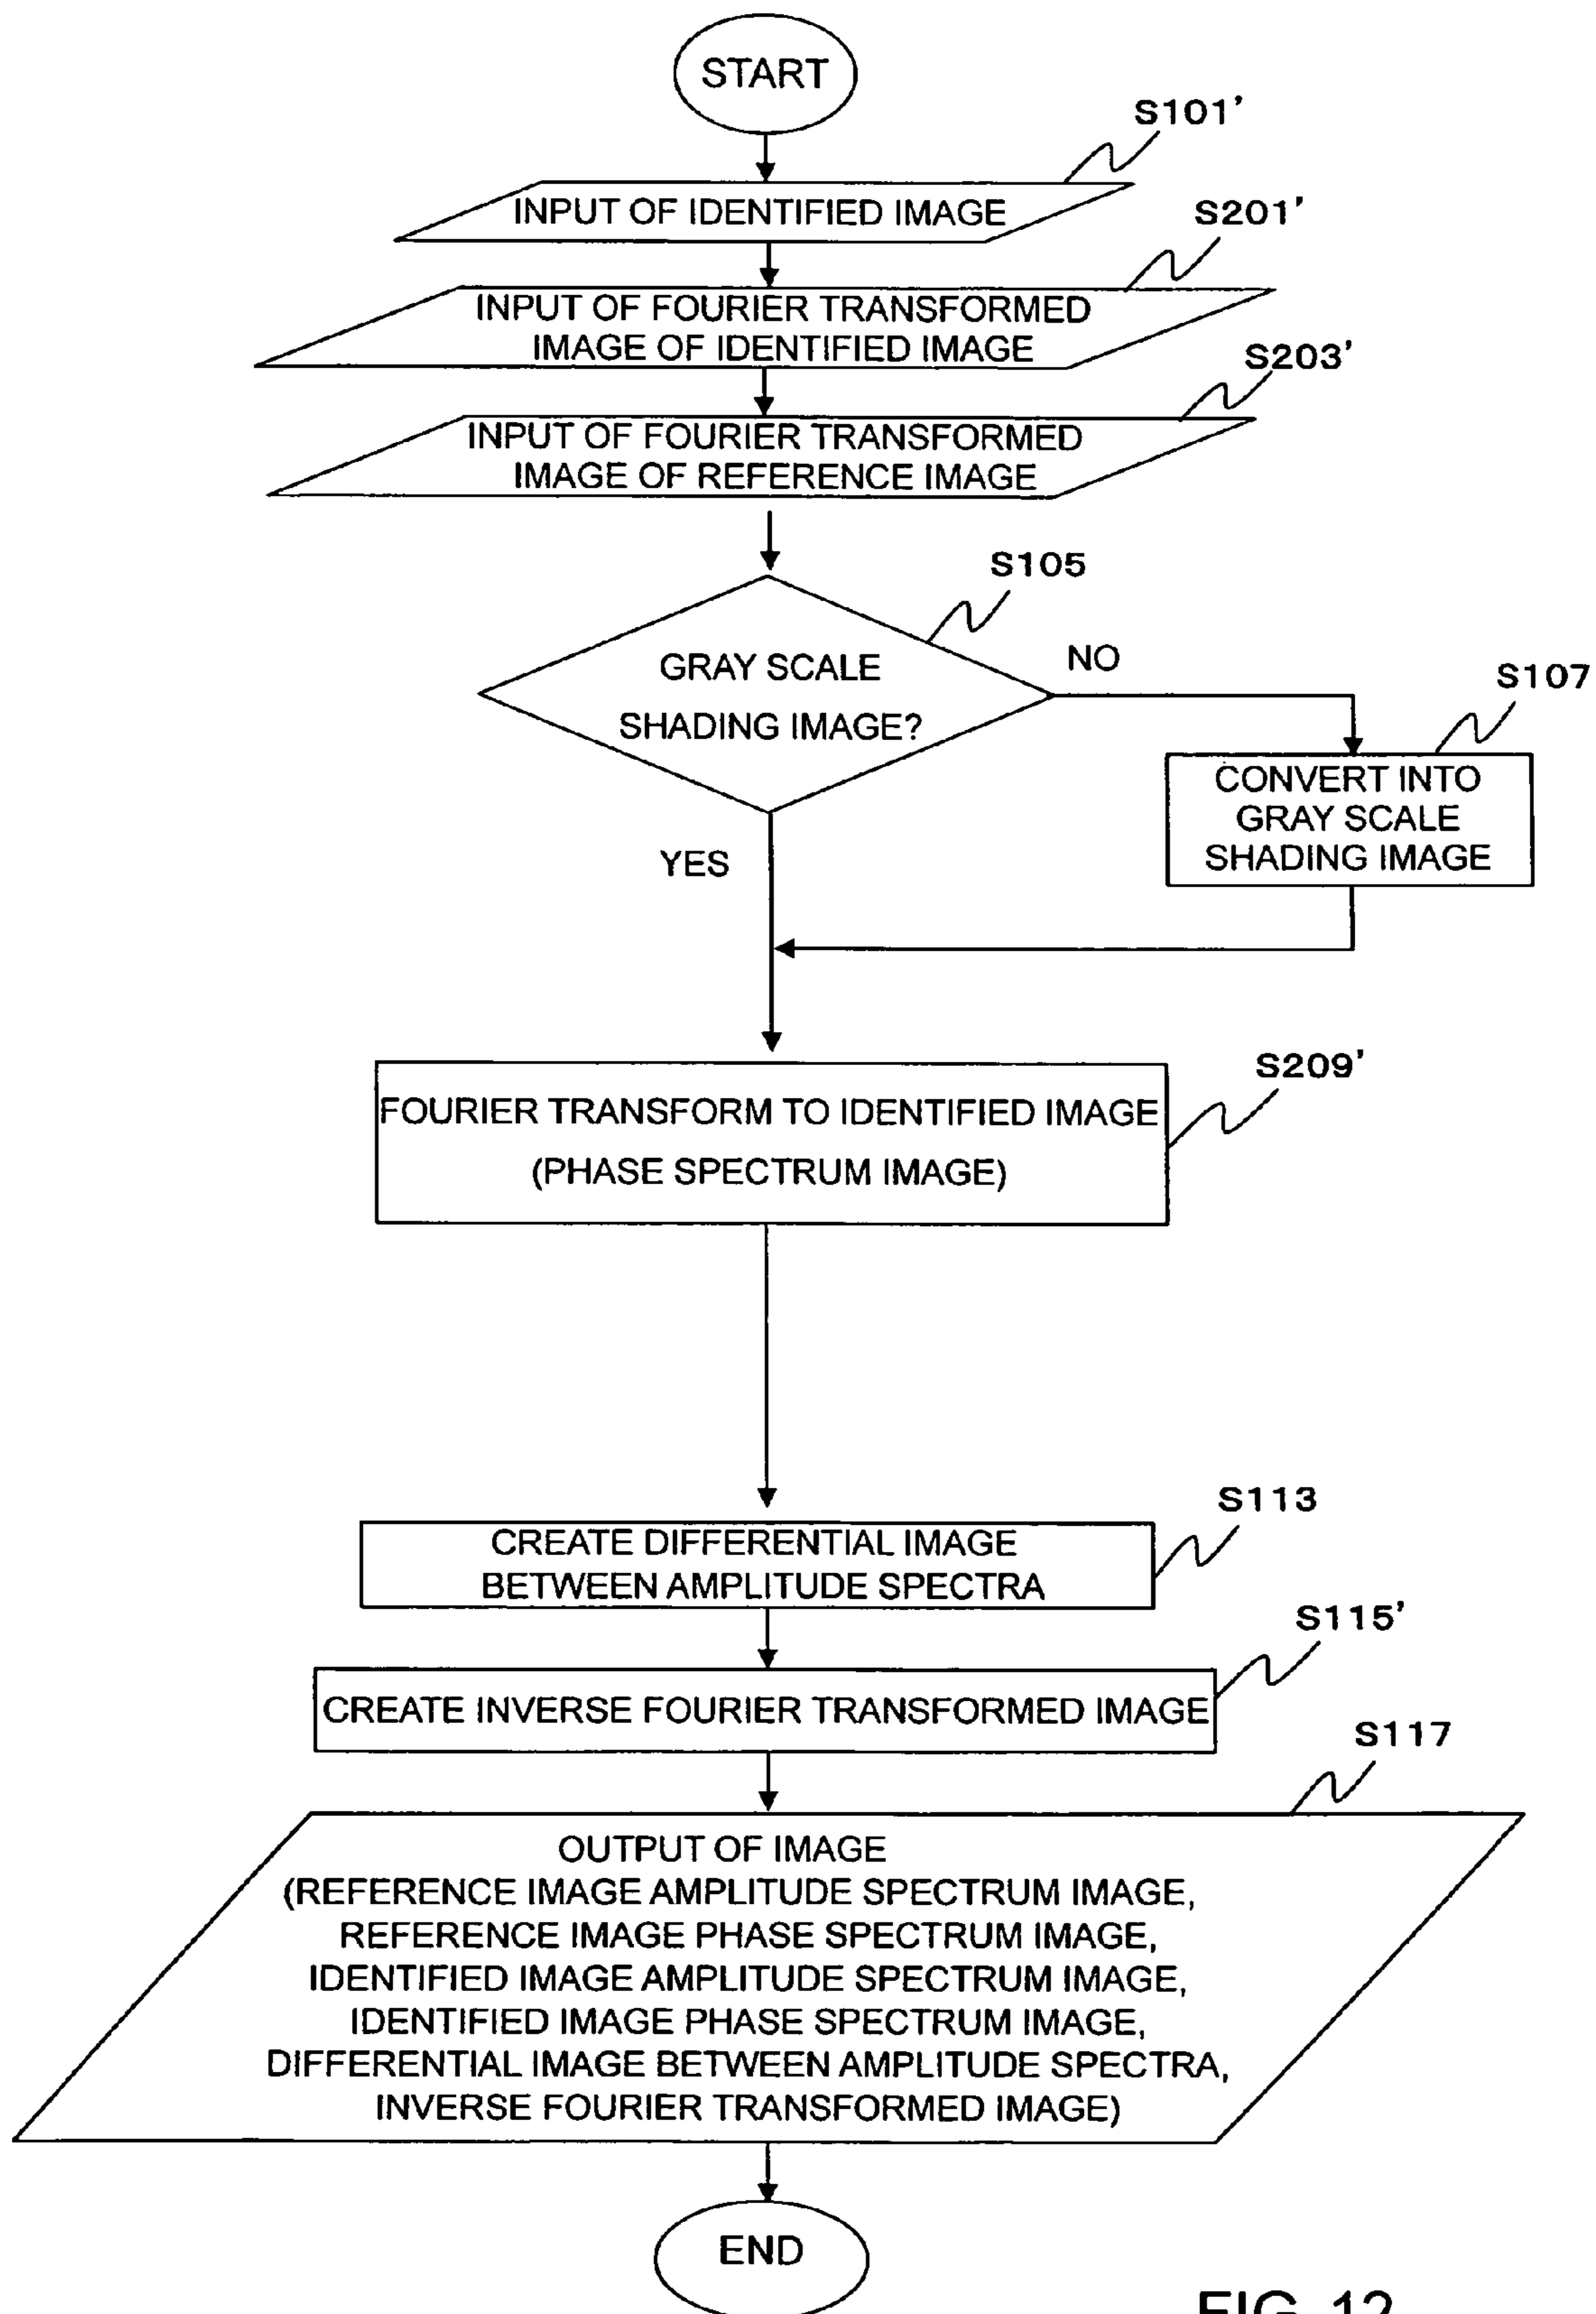 START
S101'
INPUT OF IDENTIFIED IMAGE
S201'
INPUT OF FOURIER TRANSFORMED
IMAGE OF IDENTIFIED IMAGE
S203'
INPUT OF FOURIER TRANSFORMED
IMAGE OF REFERENCE IMAGE
S105
GRAY SCALE
SHADING IMAGE?
NO
S107
CONVERT INTO
GRAY SCALE
SHADING IMAGE
YES
S209'
FOURIER TRANSFORM TO IDENTIFIED IMAGE
(PHASE SPECTRUM IMAGE)
S113
CREATE DIFFERENTIAL IMAGE
BETWEEN AMPLITUDE SPECTRA
S115'
CREATE INVERSE FOURIER TRANSFORMED IMAGE
S117
OUTPUT OF IMAGE
(REFERENCE IMAGE AMPLITUDE SPECTRUM IMAGE,
REFERENCE IMAGE PHASE SPECTRUM IMAGE,
IDENTIFIED IMAGE AMPLITUDE SPECTRUM IMAGE,
IDENTIFIED IMAGE PHASE SPECTRUM IMAGE,
DIFFERENTIAL IMAGE BETWEEN AMPLITUDE SPECTRA,
INVERSE FOURIER TRANSFORMED IMAGE)
END
FIG. 12